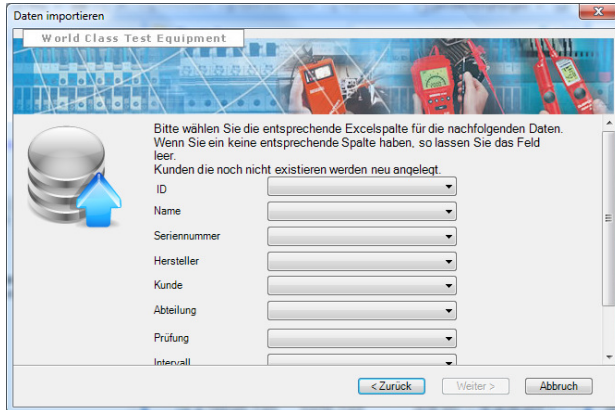 Daten importieren
World Class Test Equipment
Bitte wählen Sie die entsprechende Excelspalte für die nachfolgenden Daten.
Wenn Sie ein keine entsprechende Spalte haben, so lassen Sie das Feld
leer.
Kunden die noch nicht existieren werden neu angelegt.
ID
Name
Seriennummer
Hersteller
Kunde
Abteilung
Prüfung
Intervall
< Zurück
Weiter >
Abbruch